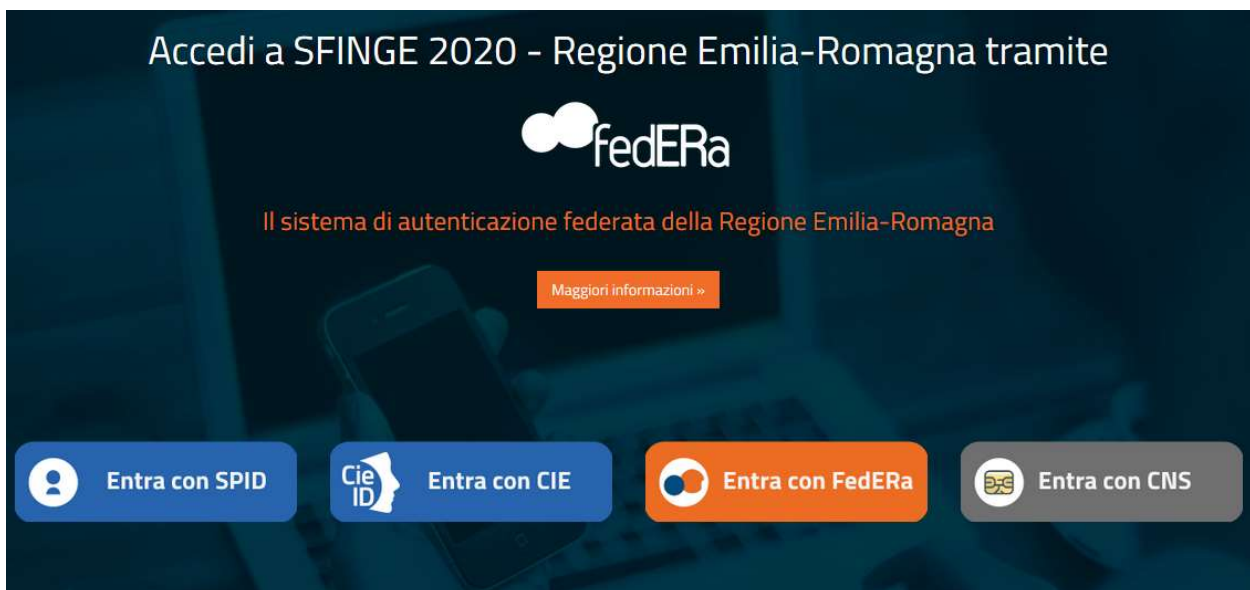 Accedi a SFINGE 2020 - Regione Emilia-Romagna tramite
fedERa
Il sistema di autenticazione federata della Regione Emilia-Romagna
Maggiori informazioni »
Entra con SPID
Cie ID
Entra con CIE
Entra con FedERa
Entra con CNS